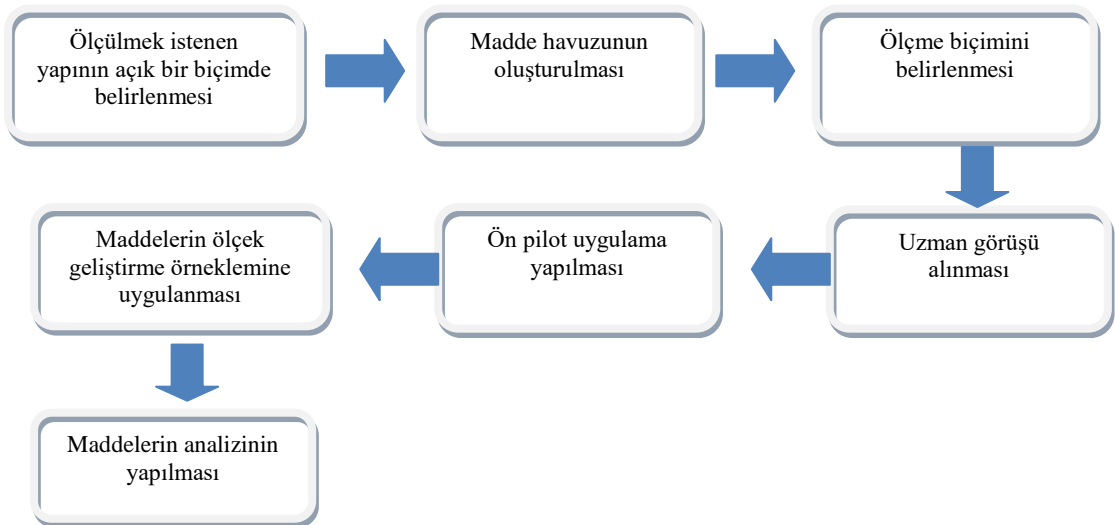 Ölçülmek istenen
yapının açık bir biçimde
belirlenmesi
Madde havuzunun
oluşturulması
Ölçme biçimini
belirlenmesi
Uzman görüşü
alınması
Ön pilot uygulama
yapılması
Maddelerin ölçek
geliştirme örneklemine
uygulanması
Maddelerin analizinin
yapılması